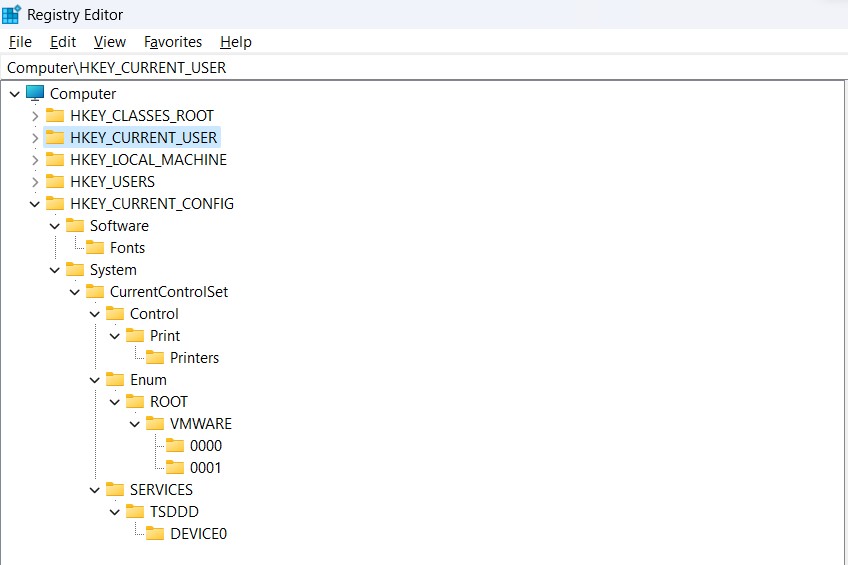 Registry Editor
File Edit View Favorites Help
Computer\HKEY_CURRENT_USER
Computer
HKEY_CLASSES_ROOT
HKEY_CURRENT_USER
HKEY_LOCAL_MACHINE
HKEY_USERS
HKEY_CURRENT_CONFIG
Software
Fonts
System
CurrentControlSet
Control
Print
Printers
Enum
ROOT
VMWARE
0000
0001
SERVICES
TSDDD
DEVICE0